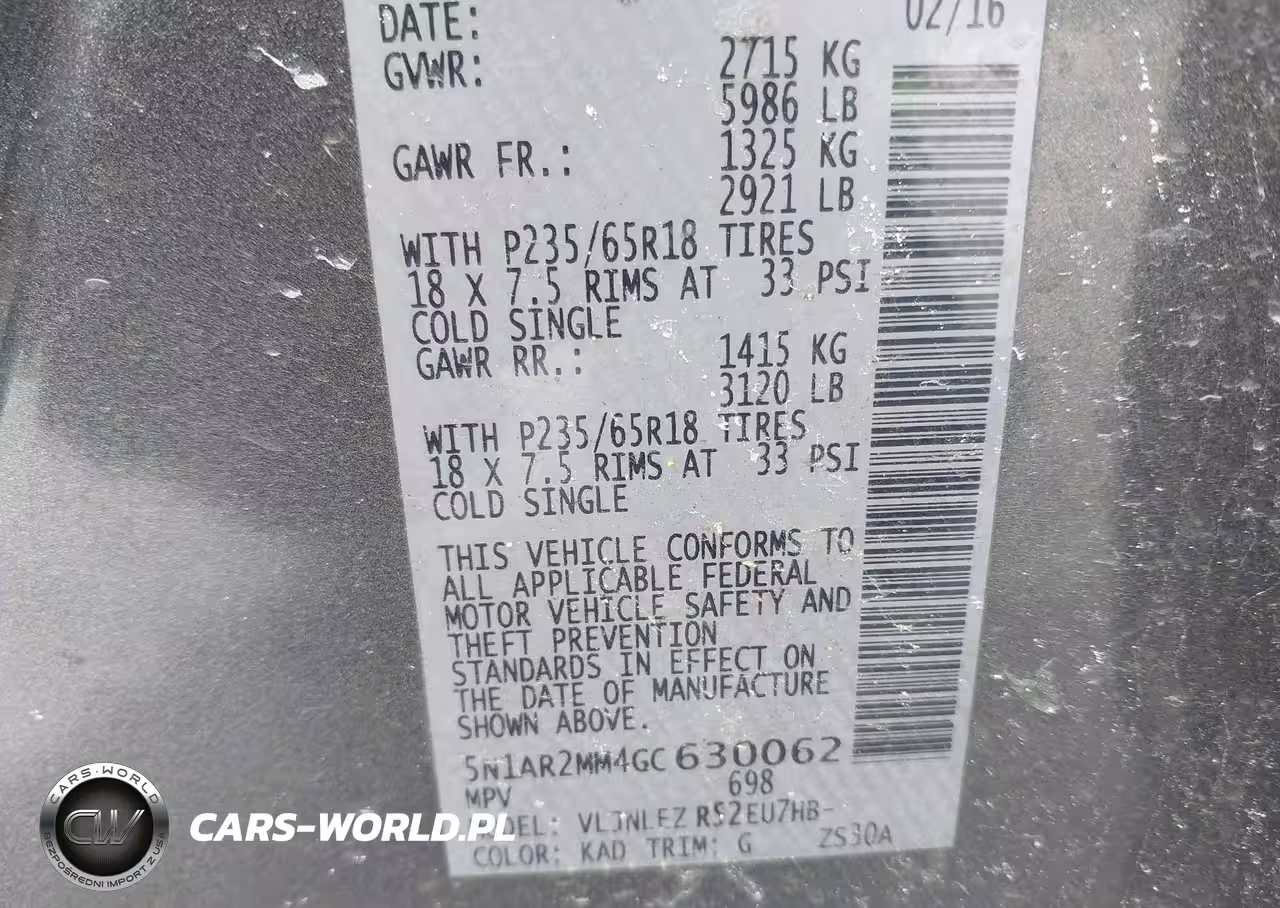 DATE: 02/16
GVWR: 2715 KG
5986 LB
GAWR FR.: 1325 KG
2921 LB
WITH P235/65R18 TIRES
18 X 7.5 RIMS AT 33 PSI
COLD SINGLE
GAWR RR.: 1415 KG
3120 LB
WITH P235/65R18 TIRES
18 X 7.5 RIMS AT 33 PSI
COLD SINGLE
THIS VEHICLE CONFORMS TO
ALL APPLICABLE FEDERAL
MOTOR VEHICLE SAFETY AND
THEFT PREVENTION
STANDARDS IN EFFECT ON
THE DATE OF MANUFACTURE
SHOWN ABOVE.
5N1AR2MM4GC630062
MPV 698
DEL: VLJNLEZ R52EU7HB-
COLOR: KAD TRIM: G ZS30A
CARS-WORLD
CW
BEZPOŚREDNI IMPORT Z USA
CARS-WORLD.PL